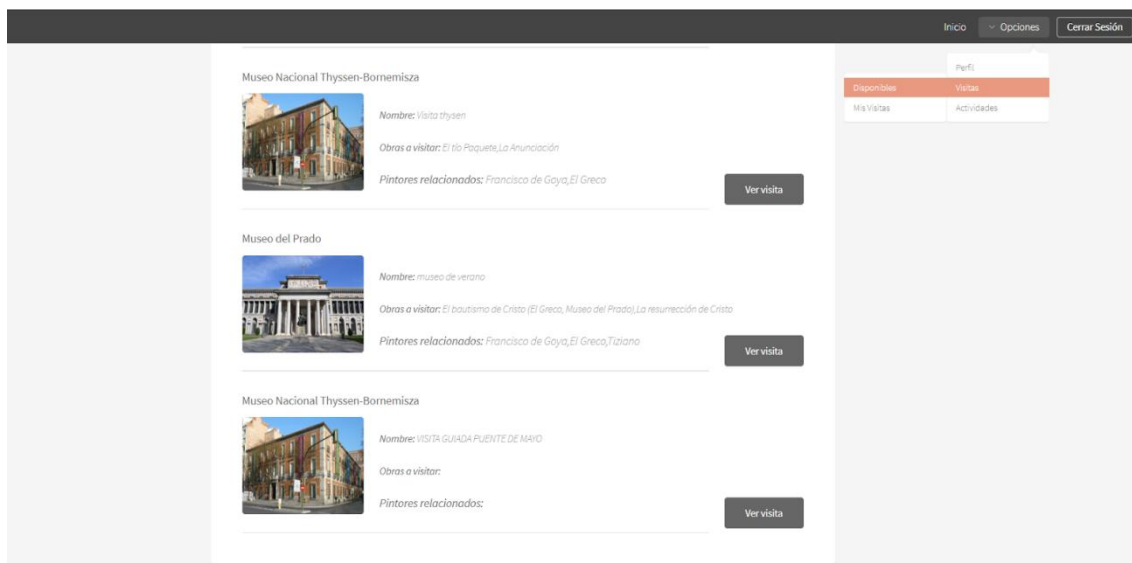 Inicio
Opciones
Cerrar Sesión
Perfil
Disponibles
Visitas
Mis Visitas
Actividades
Museo Nacional Thyssen-Bornemisza
Nombre: Visita thysen
Obras a visitar: El tío Paquete,La Anunciación
Pintores relacionados: Francisco de Goya,El Greco
Ver visita
Museo del Prado
Nombre: museo de verano
Obras a visitar: El bautismo de Cristo (El Greco, Museo del Prado),La resurrección de Cristo
Pintores relacionados: Francisco de Goya,El Greco,Tiziano
Ver visita
Museo Nacional Thyssen-Bornemisza
Nombre: VISITA GUIADA PUENTE DE MAYO
Obras a visitar:
Pintores relacionados:
Ver visita